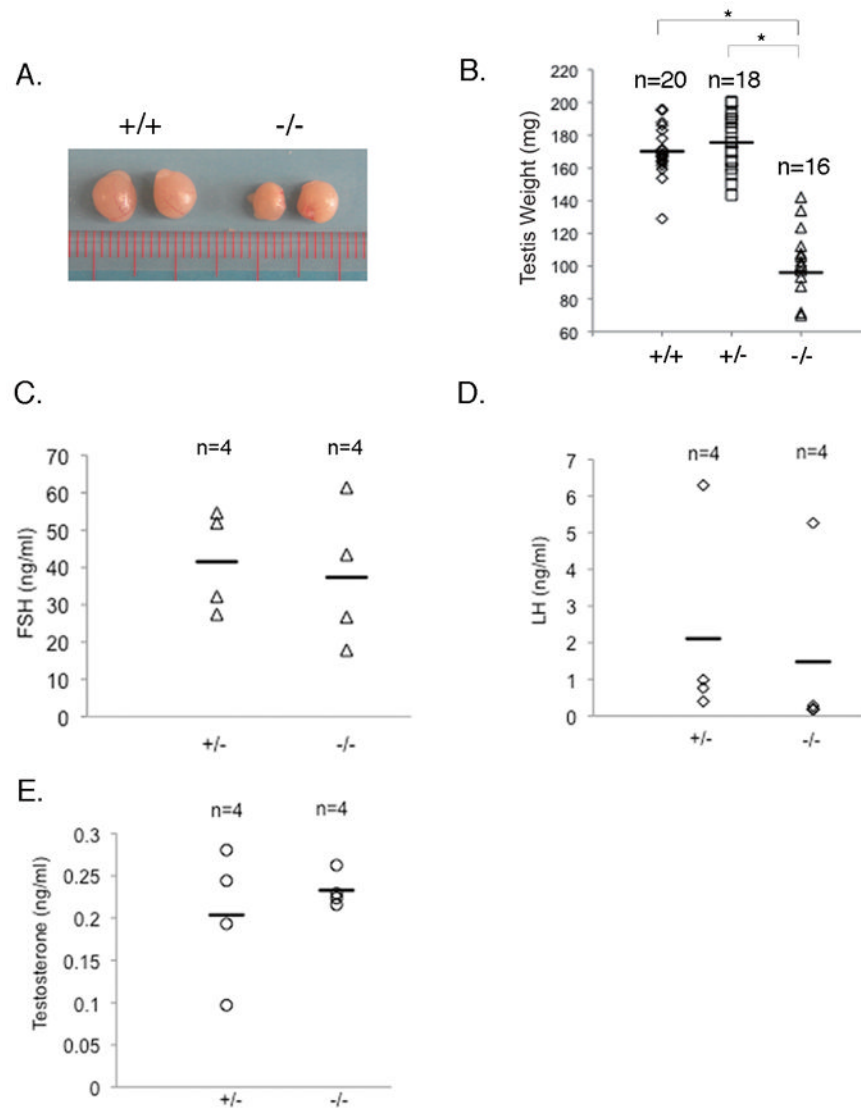 A.
+/+ -/-
B.
* *
n=20 n=18 n=16
Testis Weight (mg)
220
200
180
160
140
120
100
80
60
+/+ +/- -/-
C.
n=4 n=4
FSH (ng/ml)
70
60
50
40
30
20
10
0
+/- -/-
D.
n=4 n=4
LH (ng/ml)
7
6
5
4
3
2
1
0
+/- -/-
E.
n=4 n=4
Testosterone (ng/ml)
0.3
0.25
0.2
0.15
0.1
0.05
0
+/- -/-